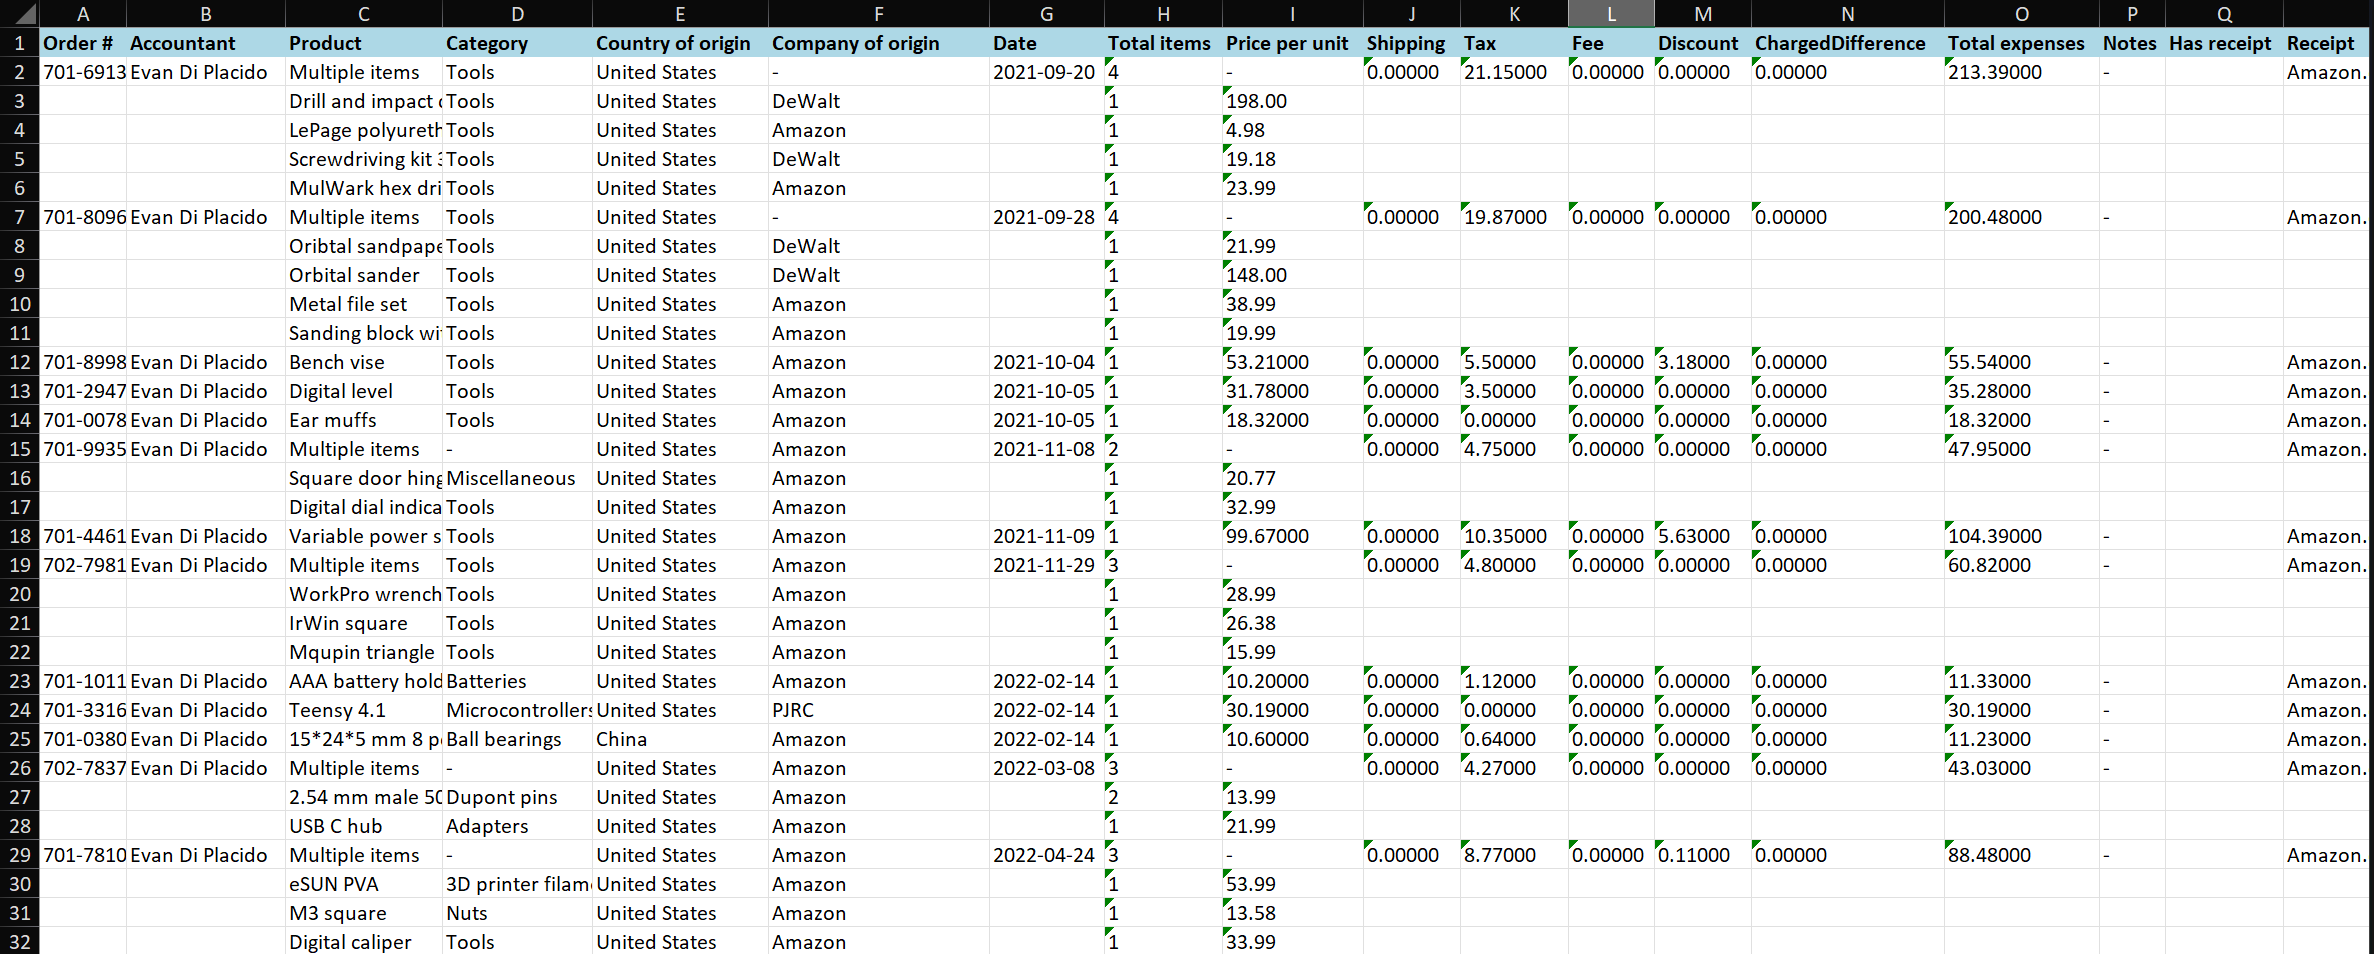 A B C D E F G H I J K L M N O P Q
1 Order # Accountant Product Category Country of origin Company of origin Date Total items Price per unit Shipping Tax Fee Discount ChargedDifference Total expenses Notes Has receipt Receipt
2 701-6913 Evan Di Placido Multiple items Tools United States - 2021-09-20 4 - 0.00000 21.15000 0.00000 0.00000 0.00000 213.39000 - Amazon.
3 Drill and impact Tools United States DeWalt 1 198.00
4 LePage polyureth Tools United States Amazon 1 4.98
5 Screwdriving kit Tools United States DeWalt 1 19.18
6 MulWark hex dri Tools United States Amazon 1 23.99
7 701-8096 Evan Di Placido Multiple items Tools United States - 2021-09-28 4 - 0.00000 19.87000 0.00000 0.00000 0.00000 200.48000 - Amazon.
8 Oribtal sandpape Tools United States DeWalt 1 21.99
9 Orbital sander Tools United States DeWalt 1 148.00
10 Metal file set Tools United States Amazon 1 38.99
11 Sanding block wi Tools United States Amazon 1 19.99
12 701-8998 Evan Di Placido Bench vise Tools United States Amazon 2021-10-04 1 53.21000 0.00000 5.50000 0.00000 3.18000 0.00000 55.54000 - Amazon.
13 701-2947 Evan Di Placido Digital level Tools United States Amazon 2021-10-05 1 31.78000 0.00000 3.50000 0.00000 0.00000 0.00000 35.28000 - Amazon.
14 701-0078 Evan Di Placido Ear muffs Tools United States Amazon 2021-10-05 1 18.32000 0.00000 0.00000 0.00000 0.00000 0.00000 18.32000 - Amazon.
15 701-9935 Evan Di Placido Multiple items - United States Amazon 2021-11-08 2 - 0.00000 4.75000 0.00000 0.00000 0.00000 47.95000 - Amazon.
16 Square door hing Miscellaneous United States Amazon 1 20.77
17 Digital dial indica Tools United States Amazon 1 32.99
18 701-4461 Evan Di Placido Variable power s Tools United States Amazon 2021-11-09 1 99.67000 0.00000 10.35000 0.00000 5.63000 0.00000 104.39000 - Amazon.
19 702-7981 Evan Di Placido Multiple items Tools United States Amazon 2021-11-29 3 - 0.00000 4.80000 0.00000 0.00000 0.00000 60.82000 - Amazon.
20 WorkPro wrench Tools United States Amazon 1 28.99
21 IrWin square Tools United States Amazon 1 26.38
22 Mqupin triangle Tools United States Amazon 1 15.99
23 701-1011 Evan Di Placido AAA battery hold Batteries United States Amazon 2022-02-14 1 10.20000 0.00000 1.12000 0.00000 0.00000 0.00000 11.33000 - Amazon.
24 701-3316 Evan Di Placido Teensy 4.1 Microcontrollers United States PJRC 2022-02-14 1 30.19000 0.00000 0.00000 0.00000 0.00000 0.00000 30.19000 - Amazon.
25 701-0380 Evan Di Placido 15*24*5 mm 8 p Ball bearings China Amazon 2022-02-14 1 10.60000 0.00000 0.64000 0.00000 0.00000 0.00000 11.23000 - Amazon.
26 702-7837 Evan Di Placido Multiple items - United States Amazon 2022-03-08 3 - 0.00000 4.27000 0.00000 0.00000 0.00000 43.03000 - Amazon.
27 2.54 mm male 50 Dupont pins United States Amazon 2 13.99
28 USB C hub Adapters United States Amazon 1 21.99
29 701-7810 Evan Di Placido Multiple items - United States Amazon 2022-04-24 3 - 0.00000 8.77000 0.00000 0.11000 0.00000 88.48000 - Amazon.
30 eSUN PVA 3D printer filam United States Amazon 1 53.99
31 M3 square Nuts United States Amazon 1 13.58
32 Digital caliper Tools United States Amazon 1 33.99